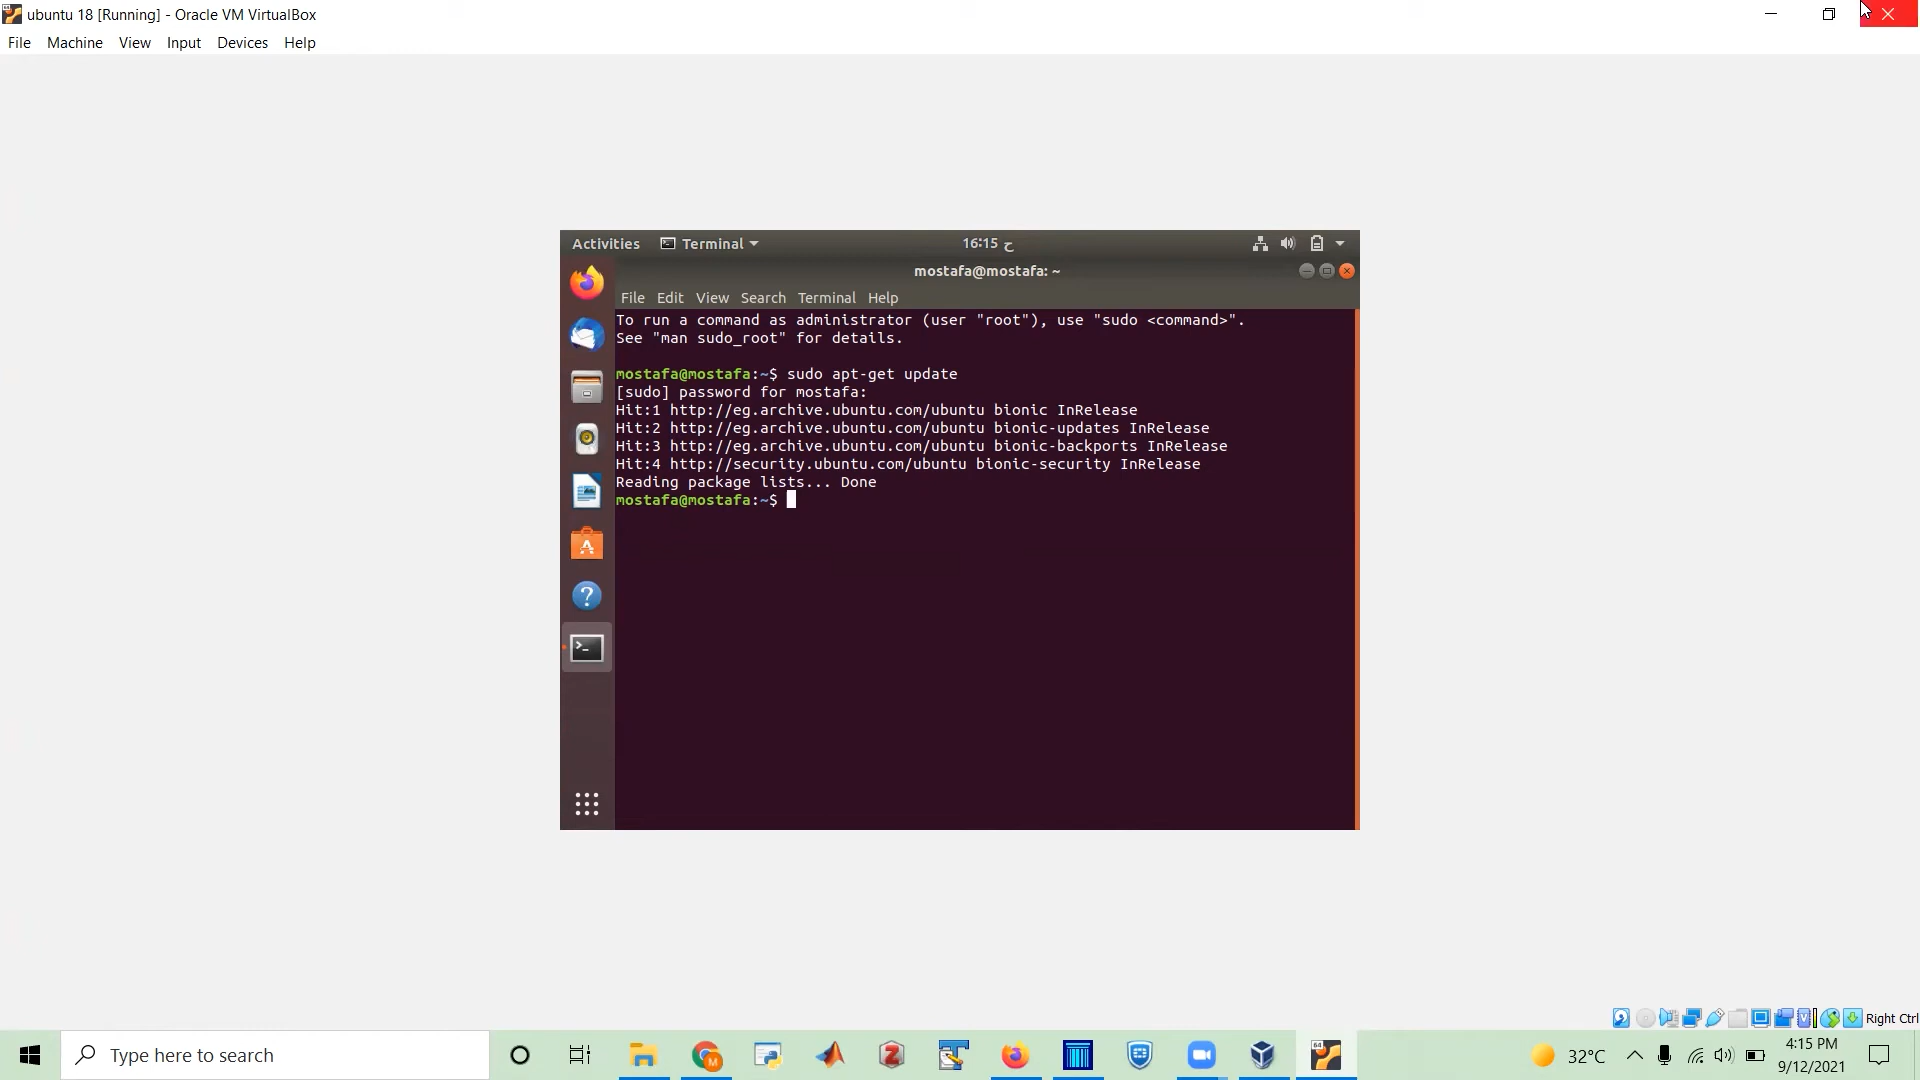 ubuntu 18 [Running] - Oracle VM VirtualBox
File Machine View Input Devices Help
Activities Terminal 16:15 ح
mostafa@mostafa: ~
File Edit View Search Terminal Help
To run a command as administrator (user "root"), use "sudo <command>".
See "man sudo_root" for details.
mostafa@mostafa:~$ sudo apt-get update
[sudo] password for mostafa:
Hit:1 http://eg.archive.ubuntu.com/ubuntu bionic InRelease
Hit:2 http://eg.archive.ubuntu.com/ubuntu bionic-updates InRelease
Hit:3 http://eg.archive.ubuntu.com/ubuntu bionic-backports InRelease
Hit:4 http://security.ubuntu.com/ubuntu bionic-security InRelease
Reading package lists... Done
mostafa@mostafa:~$
Right Ctrl
Type here to search
32°C
4:15 PM
9/12/2021